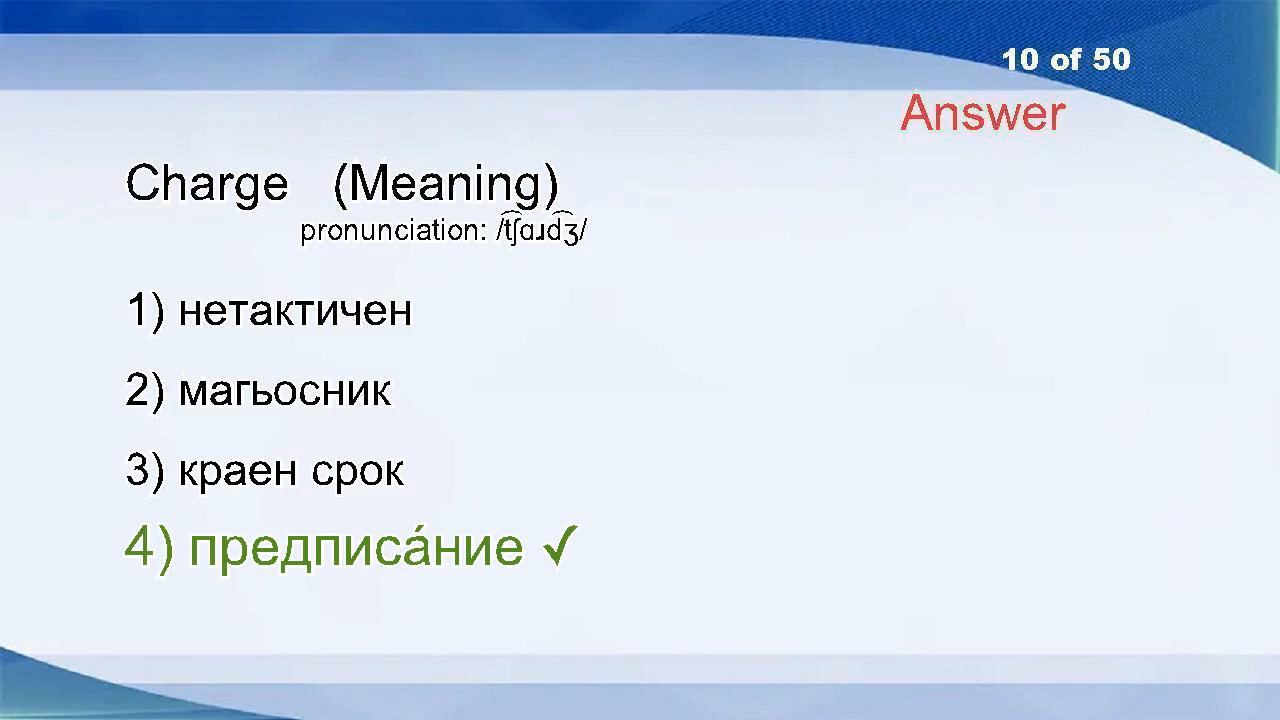 10 of 50
Answer
Charge (Meaning)
pronunciation: /t͡ʃɑɹd͡ʒ/
1) нетактичен
2) магьосник
3) краен срок
4) предписа́ние ✓